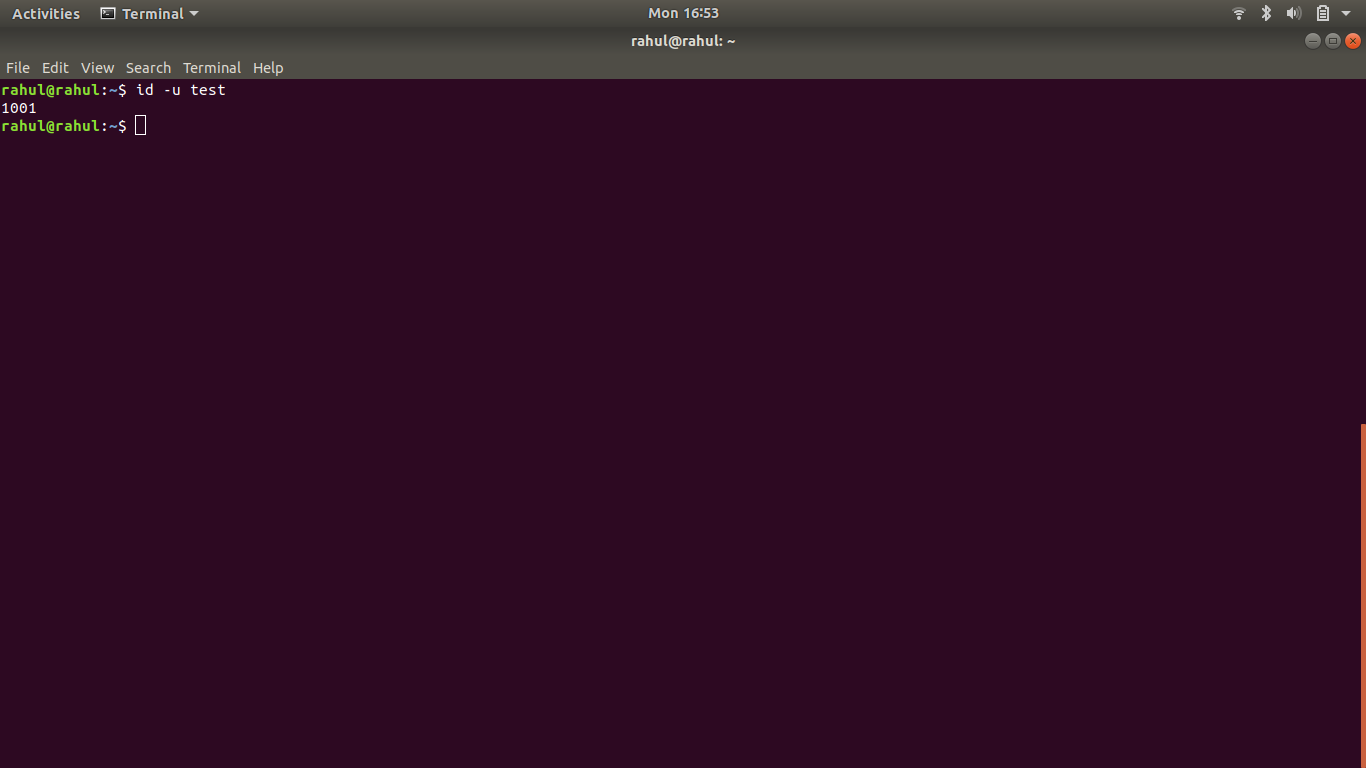 Activities Terminal Mon 16:53
rahul@rahul: ~
File Edit View Search Terminal Help
rahul@rahul:~$ id -u test
1001
rahul@rahul:~$